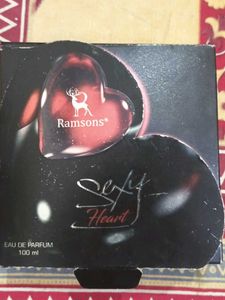 Ramsons®
Sexy
Heart
EAU DE PARFUM
100 ml